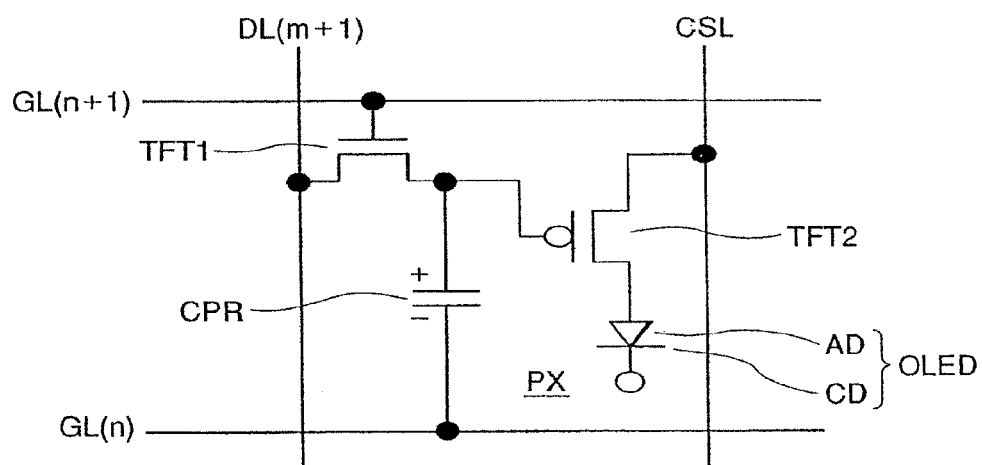 DL(m+1)
CSL
GL(n+1)
TFT1
TFT2
+
CPR
−
AD
OLED
PX
CD
GL(n)